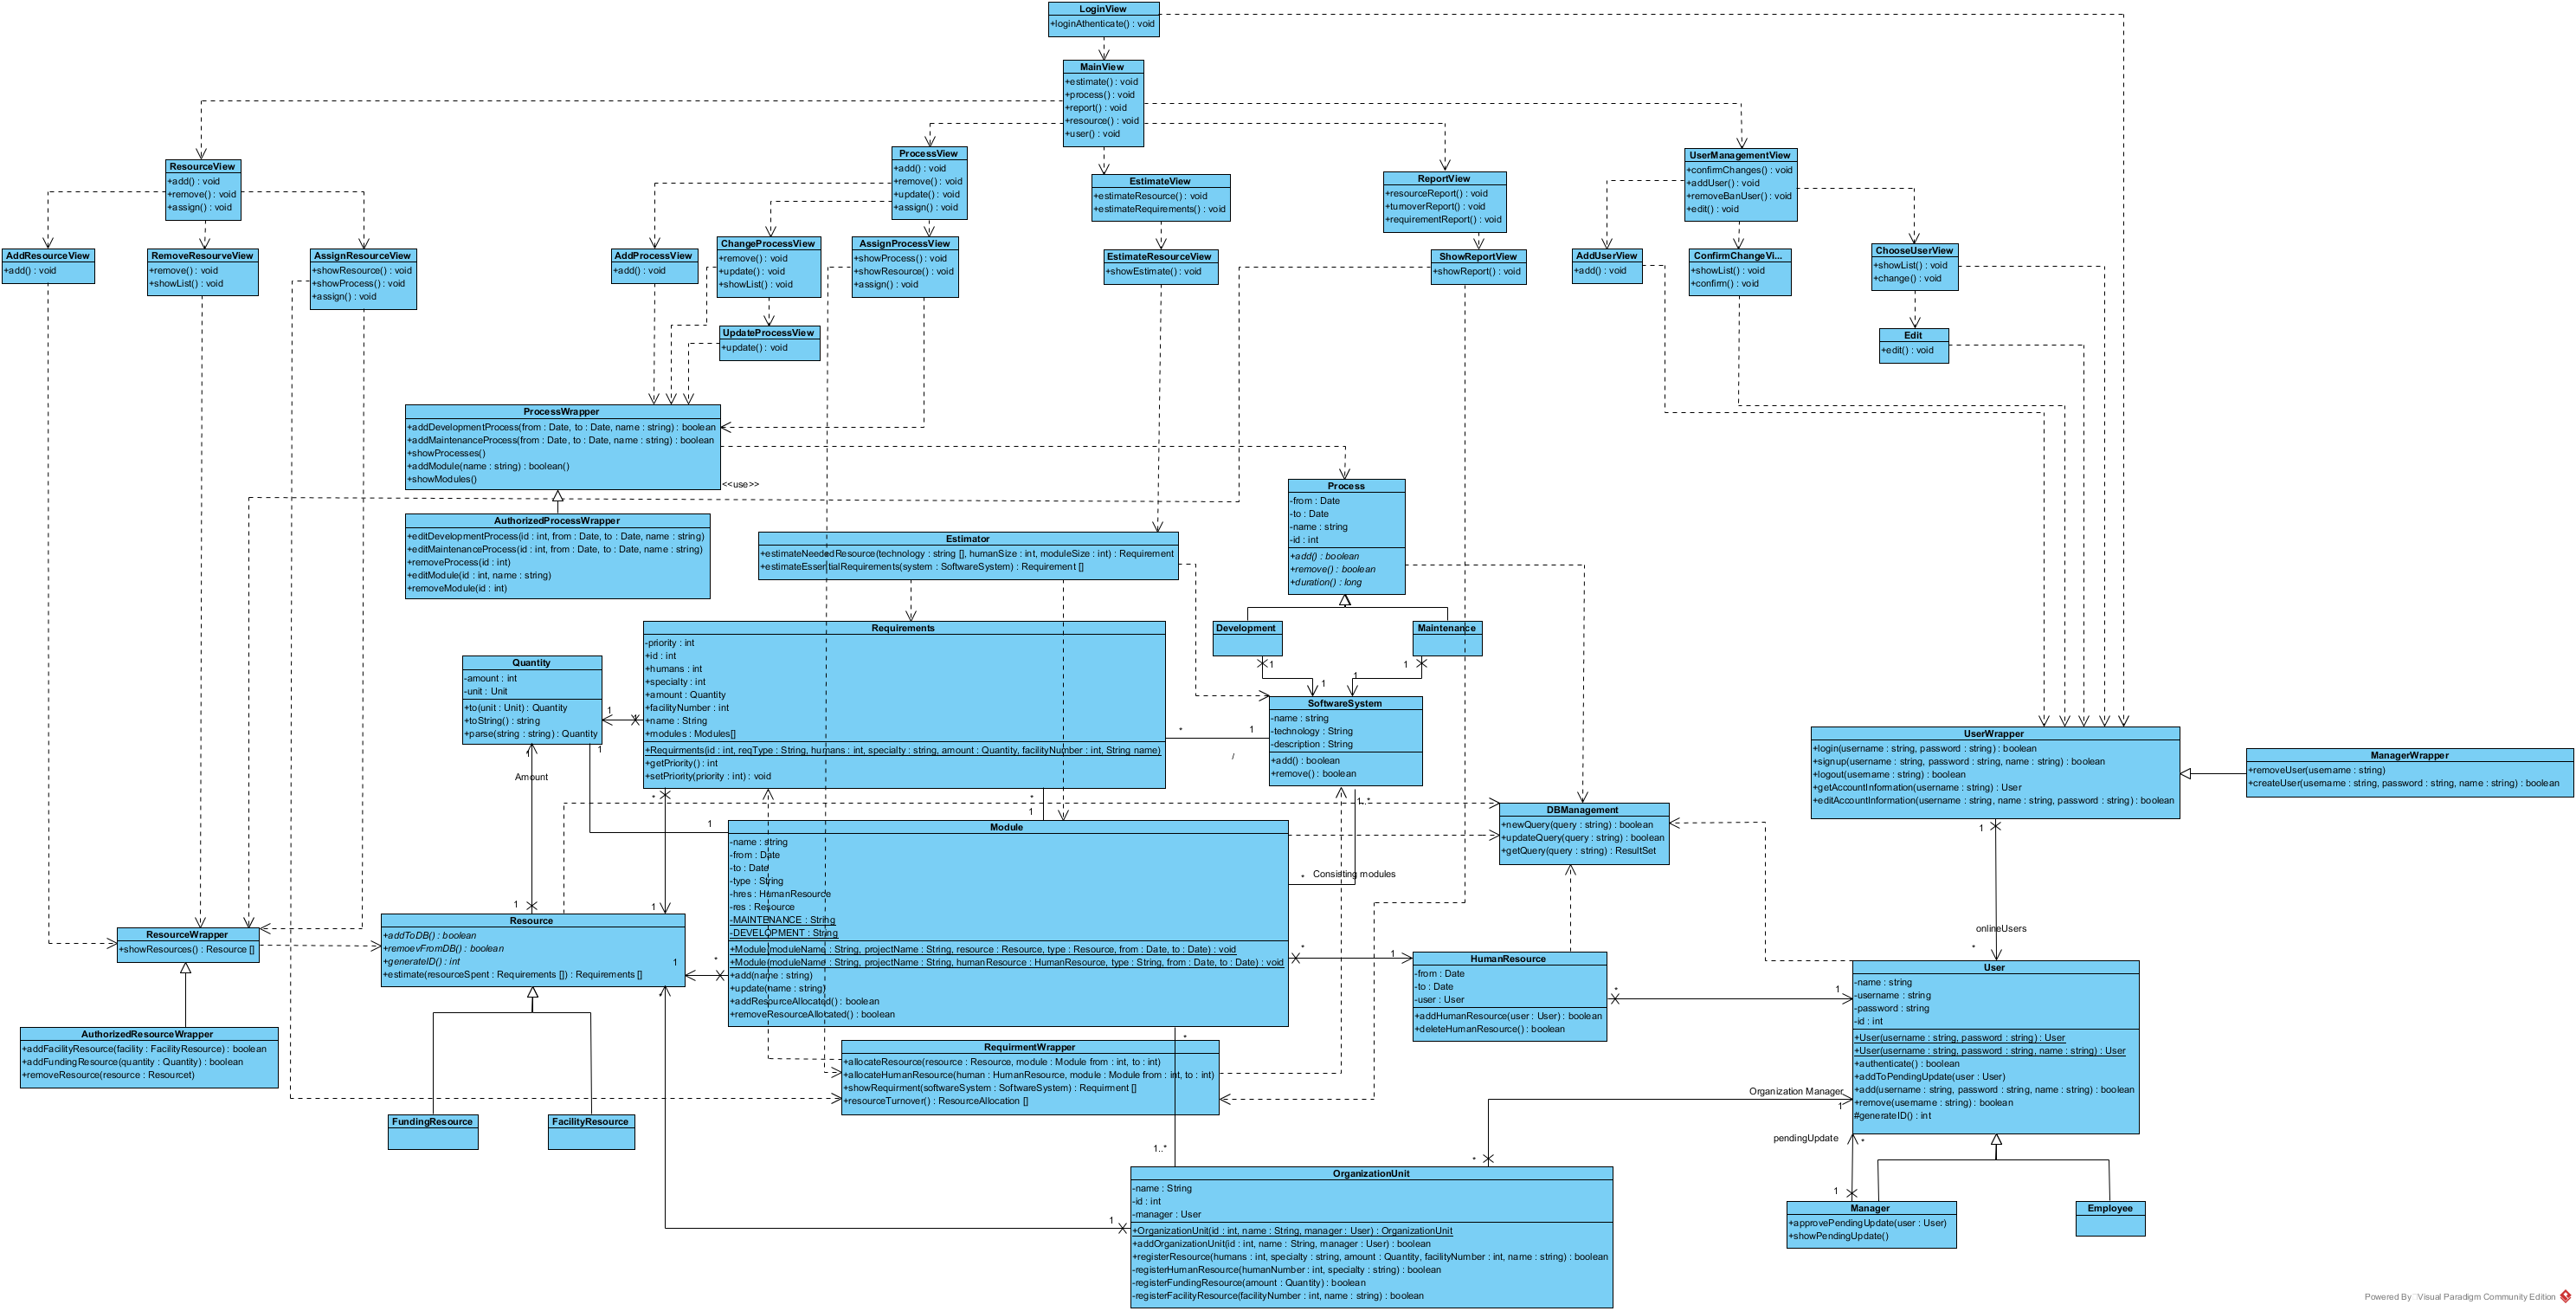 LoginView
+loginAthenticate() : void
MainView
+estimate() : void
+process() : void
+report() : void
+resource() : void
+user() : void
ResourceView
+add() : void
+remove() : void
+assign() : void
ProcessView
+add() : void
+remove() : void
+update() : void
+assign() : void
EstimateView
+estimateResource() : void
+estimateRequirements() : void
ReportView
+resourceReport() : void
+turnoverReport() : void
+requirementReport() : void
UserManagementView
+confirmChanges() : void
+addUser() : void
+removeBanUser() : void
+edit() : void
AddResourceView
+add() : void
RemoveResourveView
+remove() : void
+showList() : void
AssignResourceView
+showResource() : void
+showProcess() : void
+assign() : void
AddProcessView
+add() : void
ChangeProcessView
+remove() : void
+update() : void
+showList() : void
AssignProcessView
+showProcess() : void
+showResource() : void
+assign() : void
EstimateResourceView
+showEstimate() : void
ShowReportView
+showReport() : void
AddUserView
+add() : void
ConfirmChangeVi...
+showList() : void
+confirm() : void
ChooseUserView
+showList() : void
+change() : void
UpdateProcessView
+update() : void
Edit
+edit() : void
ProcessWrapper
+addDevelopmentProcess(from : Date, to : Date, name : string) : boolean
+addMaintenanceProcess(from : Date, to : Date, name : string) : boolean
+showProcesses()
+addModule(name : string) : boolean()
+showModules()
<<use>>
AuthorizedProcessWrapper
+editDevelopmentProcess(id : int, from : Date, to : Date, name : string)
+editMaintenanceProcess(id : int, from : Date, to : Date, name : string)
+removeProcess(id : int)
+editModule(id : int, name : string)
+removeModule(id : int)
Process
-from : Date
-to : Date
-name : string
-id : int
+add() : boolean
+remove() : boolean
+duration() : long
Estimator
+estimateNeededResource(technology : string [], humanSize : int, moduleSize : int) : Requirement
+estimateEssentialRequirements(system : SoftwareSystem) : Requirement []
Development
Maintenance
1
1
1
1
Requirements
-priority : int
+id : int
+humans : int
+specialty : int
+amount : Quantity
+facilityNumber : int
+name : String
+modules : Modules[]
+Requirments(id : int, reqType : String, humans : int, specialty : string, amount : Quantity, facilityNumber : int, String name)
+getPriority() : int
+setPriority(priority : int) : void
Quantity
-amount : int
-unit : Unit
+to(unit : Unit) : Quantity
+toString() : string
+parse(string : string) : Quantity
1
1
1
1
Amount
SoftwareSystem
-name : string
-technology : String
-description : String
+add() : boolean
+remove() : boolean
*
1
/
1..*
UserWrapper
+login(username : string, password : string) : boolean
+signup(username : string, password : string, name : string) : boolean
+logout(username : string) : boolean
+getAccountInformation(username : string) : User
+editAccountInformation(username : string, name : string, password : string) : boolean
ManagerWrapper
+removeUser(username : string)
+createUser(username : string, password : string, name : string) : boolean
DBManagement
+newQuery(query : string) : boolean
+updateQuery(query : string) : boolean
+getQuery(query : string) : ResultSet
*
*
1
1
Module
-name : string
-from : Date
-to : Date
-type : String
-hres : HumanResource
-res : Resource
-MAINTENANCE : String
-DEVELOPMENT : String
+Module(moduleName : String, projectName : String, resource : Resource, type : Resource, from : Date, to : Date) : void
+Module(moduleName : String, projectName : String, humanResource : HumanResource, type : String, from : Date, to : Date) : void
+add(name : string)
+update(name : string)
+addResourceAllocated() : boolean
+removeResourceAllocated() : boolean
* Consisting modules
1
onlineUsers
*
1
1
Resource
+addToDB() : boolean
+remoevFromDB() : boolean
+generateID() : int
+estimate(resourceSpent : Requirements []) : Requirements []
1
*
*
ResourceWrapper
+showResources() : Resource []
*
1
HumanResource
-from : Date
-to : Date
-user : User
+addHumanResource(user : User) : boolean
+deleteHumanResource() : boolean
*
1
User
-name : string
-username : string
-password : string
-id : int
+User(username : string, password : string) : User
+User(username : string, password : string, name : string) : User
+authenticate() : boolean
+addToPendingUpdate(user : User)
+add(username : string, password : string, name : string) : boolean
+remove(username : string) : boolean
#generateID() : int
AuthorizedResourceWrapper
+addFacilityResource(facility : FacilityResource) : boolean
+addFundingResource(quantity : Quantity) : boolean
+removeResource(resource : Resourcet)
*
RequirmentWrapper
+allocateResource(resource : Resource, module : Module from : int, to : int)
+allocateHumanResource(human : HumanResource, module : Module from : int, to : int)
+showRequirment(softwareSystem : SoftwareSystem) : Requirment []
+resourceTurnover() : ResourceAllocation []
Organization Manager
1
FundingResource
FacilityResource
pendingUpdate
*
1..*
*
OrganizationUnit
-name : String
-id : int
-manager : User
+OrganizationUnit(id : int, name : String, manager : User) : OrganizationUnit
+addOrganizationUnit(id : int, name : String, manager : User) : boolean
+registerResource(humans : int, specialty : string, amount : Quantity, facilityNumber : int, name : string) : boolean
-registerHumanResource(humanNumber : int, specialty : string) : boolean
-registerFundingResource(amount : Quantity) : boolean
-registerFacilityResource(facilityNumber : int, name : string) : boolean
1
1
Manager
+approvePendingUpdate(user : User)
+showPendingUpdate()
Employee
Powered By Visual Paradigm Community Edition